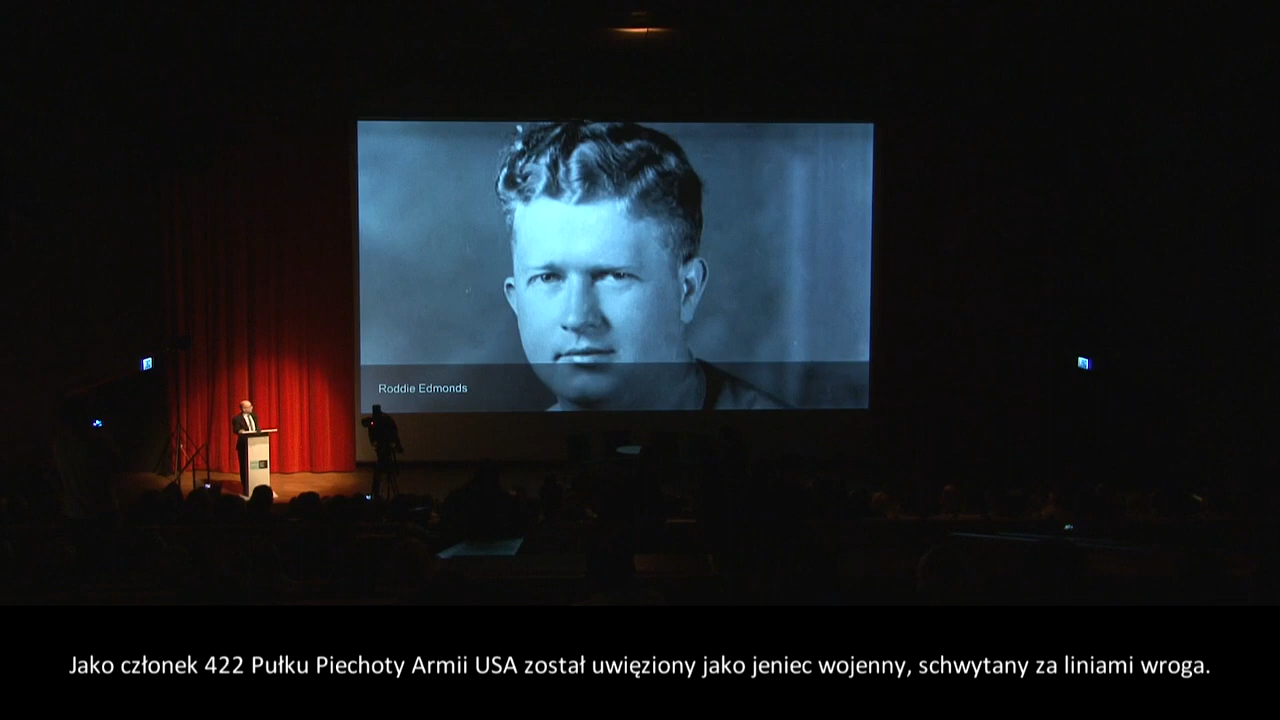 Roddie Edmonds
Jako członek 422 Pułku Piechoty Armii USA został uwięziony jako jeniec wojenny, schwytany za liniami wroga.